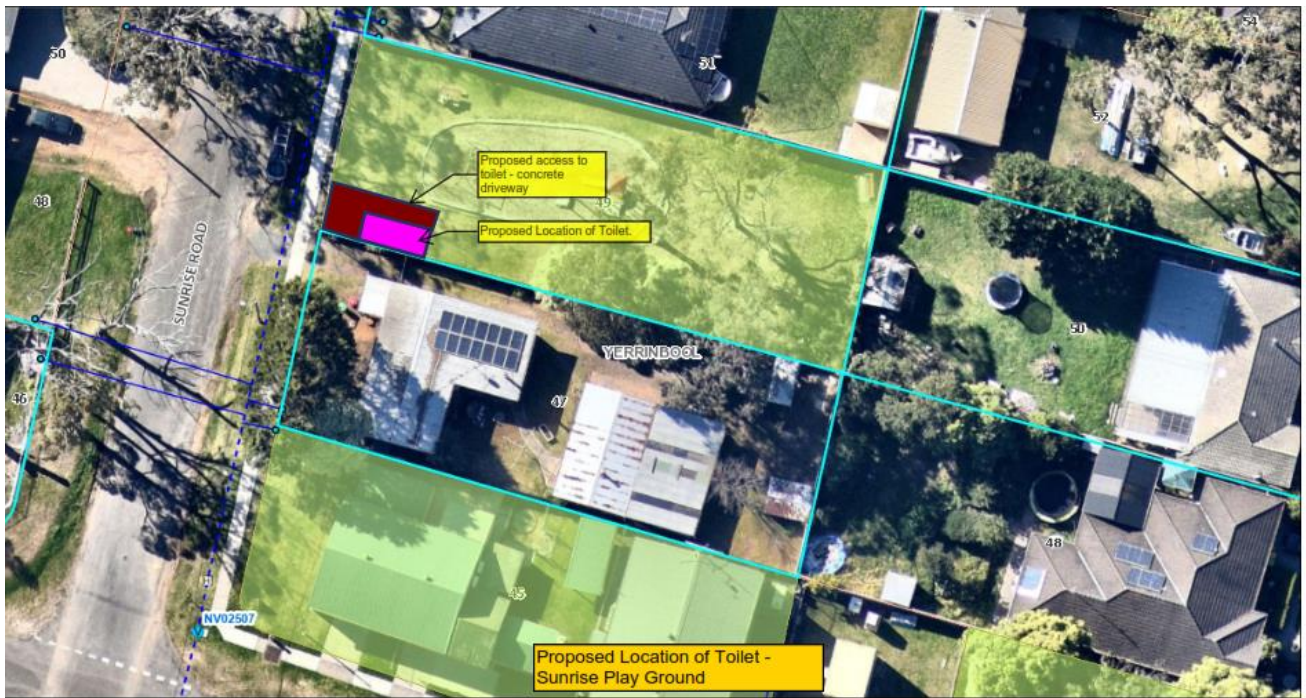 54
50
51
52
Proposed access to
toilet - concrete
driveway
49
48
Proposed Location of Toilet.
SUNRISE ROAD
50
YERRINBOOL
46
47
48
45
NV02507
Proposed Location of Toilet -
Sunrise Play Ground